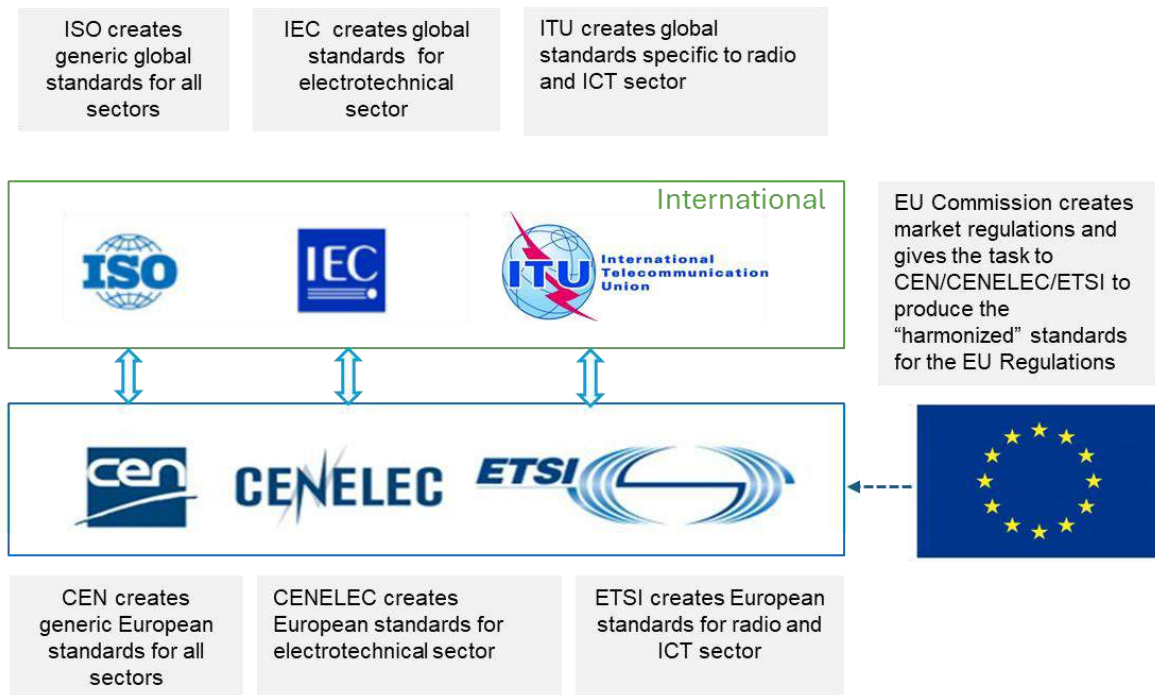 ISO creates
generic global
standards for all
sectors
IEC creates global
standards for
electrotechnical
sector
ITU creates global
standards specific to radio
and ICT sector
International
ISO
IEC
ITU
International
Telecommunication
Union
EU Commission creates
market regulations and
gives the task to
CEN/CENELEC/ETSI to
produce the
“harmonized” standards
for the EU Regulations
cen
CENELEC
ETSI
CEN creates
generic European
standards for all
sectors
CENELEC creates
European standards for
electrotechnical sector
ETSI creates European
standards for radio and
ICT sector